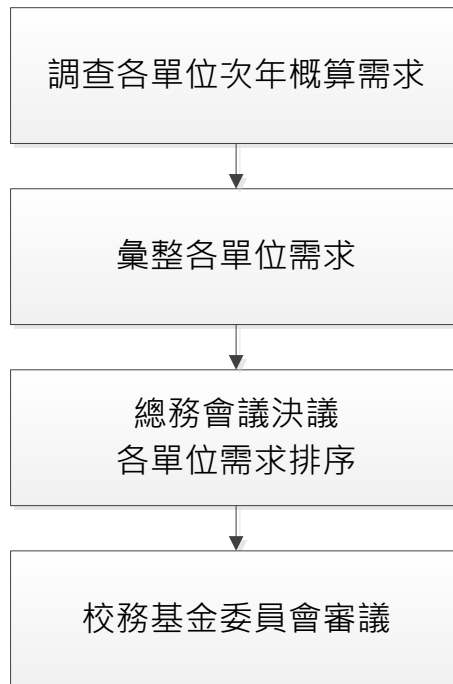 調查各單位次年概算需求
彙整各單位需求
總務會議決議
各單位需求排序
校務基金委員會審議